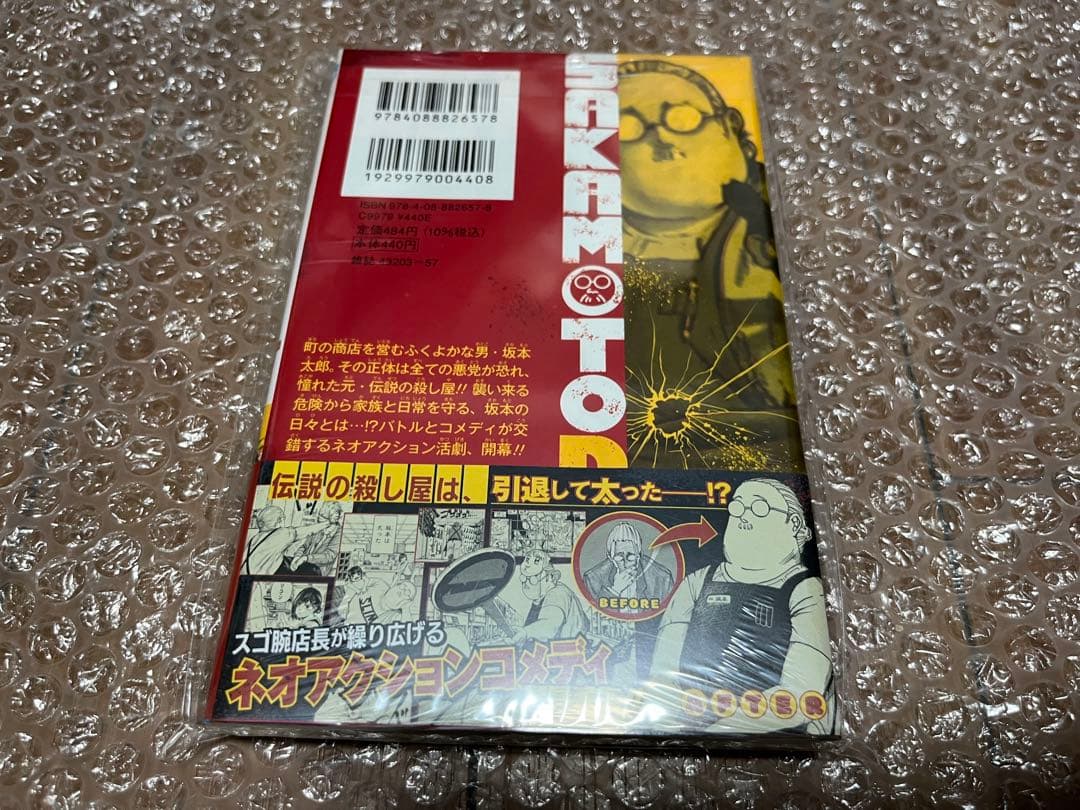 9784088826578
1929979004408
ISBN 978-4-08-882657-8
C9979 ¥440E
定価484円(10%税込)
本体440円
雑誌 43203-57
SAKAMOTO D
町の商店を営むふくよかな男・坂本
太郎。その正体は全ての悪党が恐れ、
憧れた元・伝説の殺し屋!! 襲い来る
危険から家族と日常を守る、坂本の
日々とは…!?バトルとコメディが交
錯するネオアクション活劇、開幕!!
伝説の殺し屋は、引退して太った——!?
BEFORE
スゴ腕店長が繰り広げる
ネオアクションコメディ
AFTER